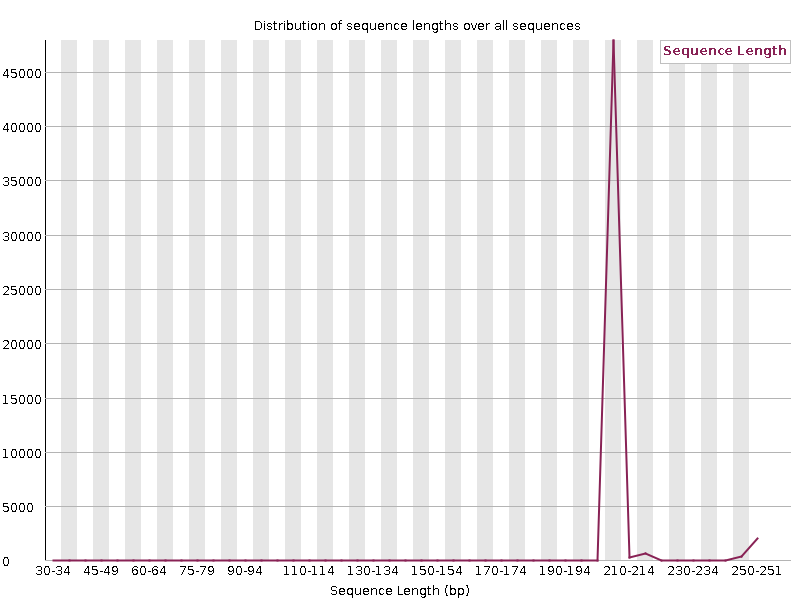 Distribution of sequence lengths over all sequences
Sequence Length
45000
40000
35000
30000
25000
20000
15000
10000
5000
0
30-34 45-49 60-64 75-79 90-94 110-114 130-134 150-154 170-174 190-194 210-214 230-234 250-251
Sequence Length (bp)